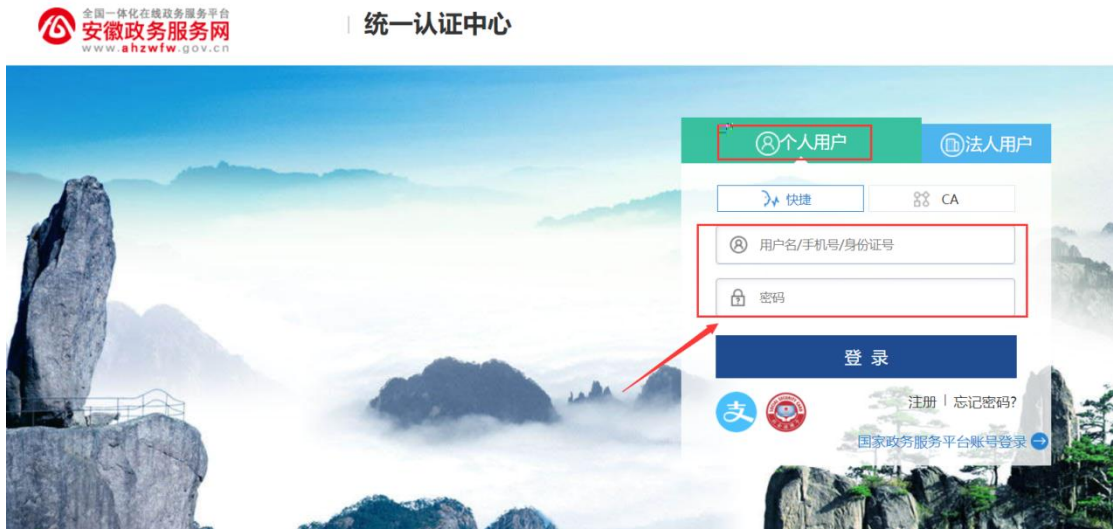 全国一体化在线政务服务平台
安徽政务服务网
www.ahzwfw.gov.cn
统一认证中心
个人用户
法人用户
快捷
CA
用户名/手机号/身份证号
密码
登 录
支
注册 | 忘记密码?
国家政务服务平台账号登录